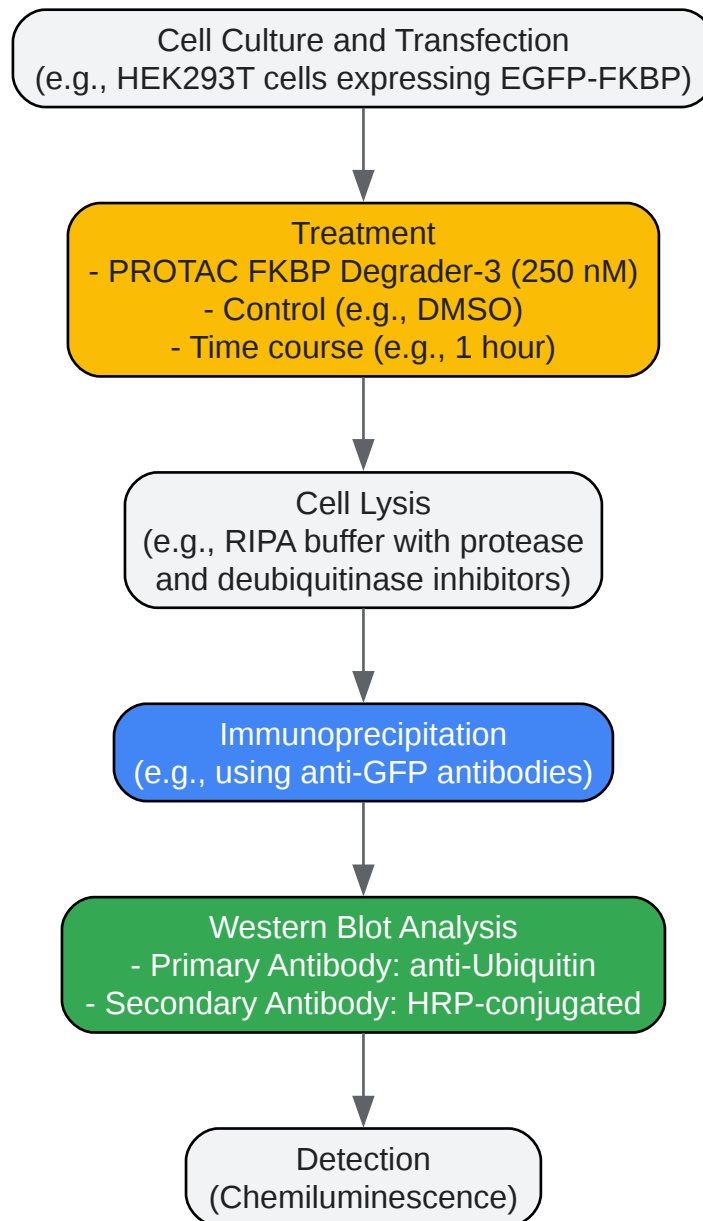 Cell Culture and Transfection
(e.g., HEK293T cells expressing EGFP-FKBP)
Treatment
- PROTAC FKBP Degrader-3 (250 nM)
- Control (e.g., DMSO)
- Time course (e.g., 1 hour)
Cell Lysis
(e.g., RIPA buffer with protease
and deubiquitinase inhibitors)
Immunoprecipitation
(e.g., using anti-GFP antibodies)
Western Blot Analysis
- Primary Antibody: anti-Ubiquitin
- Secondary Antibody: HRP-conjugated
Detection
(Chemiluminescence)